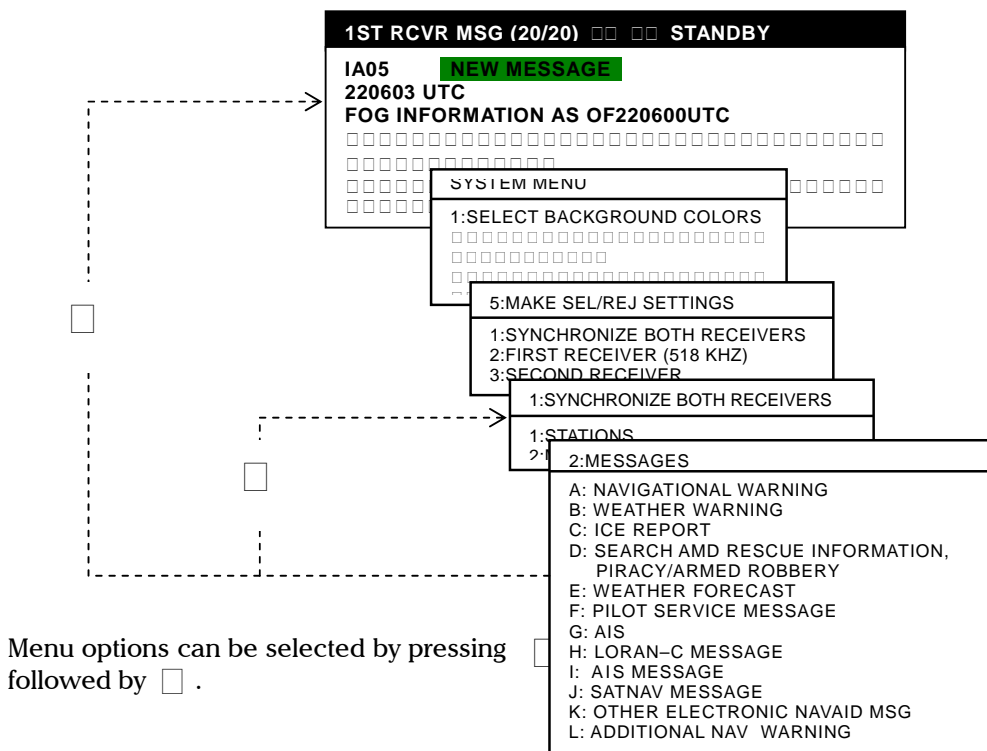 1ST RCVR MSG (20/20) □□ □□ STANDBY
IA05 NEW MESSAGE
220603 UTC
FOG INFORMATION AS OF220600UTC
SYSTEM MENU
1:SELECT BACKGROUND COLORS
5:MAKE SEL/REJ SETTINGS
1:SYNCHRONIZE BOTH RECEIVERS
2:FIRST RECEIVER (518 KHZ)
3:SECOND RECEIVER
1:SYNCHRONIZE BOTH RECEIVERS
1:STATIONS
2:
2:MESSAGES
A: NAVIGATIONAL WARNING
B: WEATHER WARNING
C: ICE REPORT
D: SEARCH AMD RESCUE INFORMATION,
PIRACY/ARMED ROBBERY
E: WEATHER FORECAST
F: PILOT SERVICE MESSAGE
G: AIS
H: LORAN–C MESSAGE
I: AIS MESSAGE
J: SATNAV MESSAGE
K: OTHER ELECTRONIC NAVAID MSG
L: ADDITIONAL NAV WARNING
Menu options can be selected by pressing □
followed by □ .